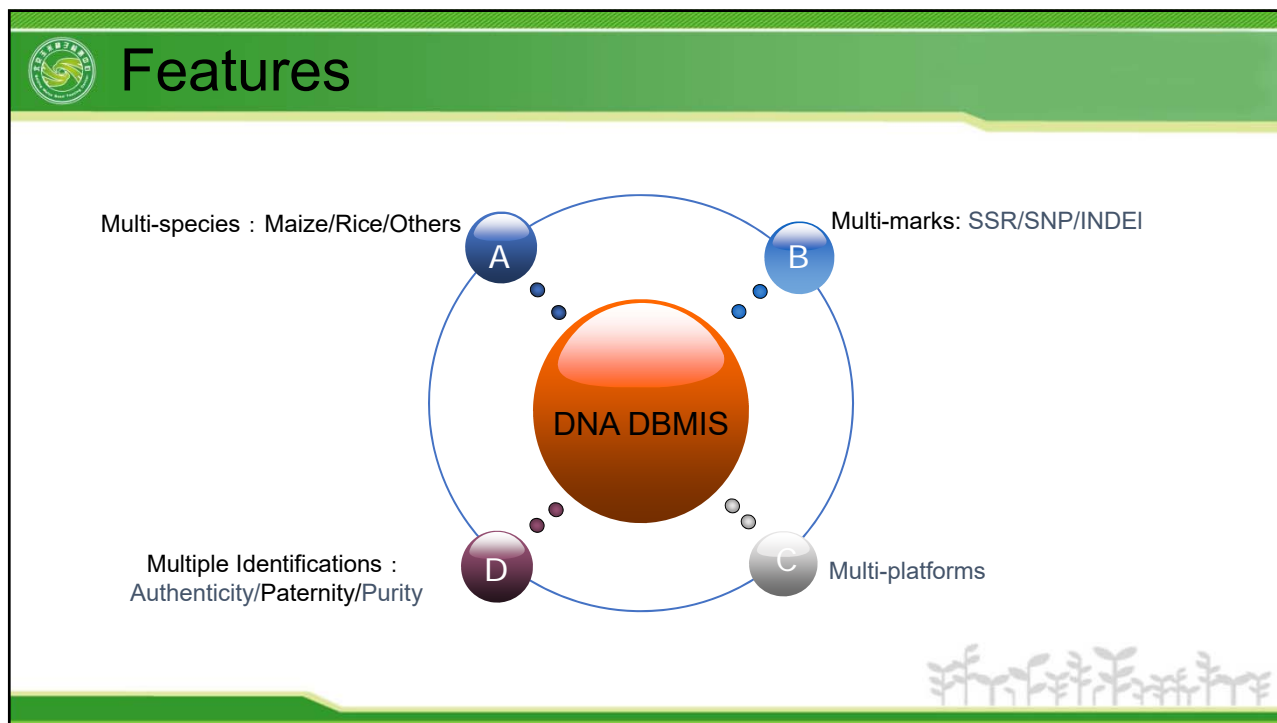 Features
Multi-species：Maize/Rice/Others
A
B
Multi-marks: SSR/SNP/INDEl
DNA DBMIS
Multiple Identifications：
Authenticity/Paternity/Purity
D
C
Multi-platforms